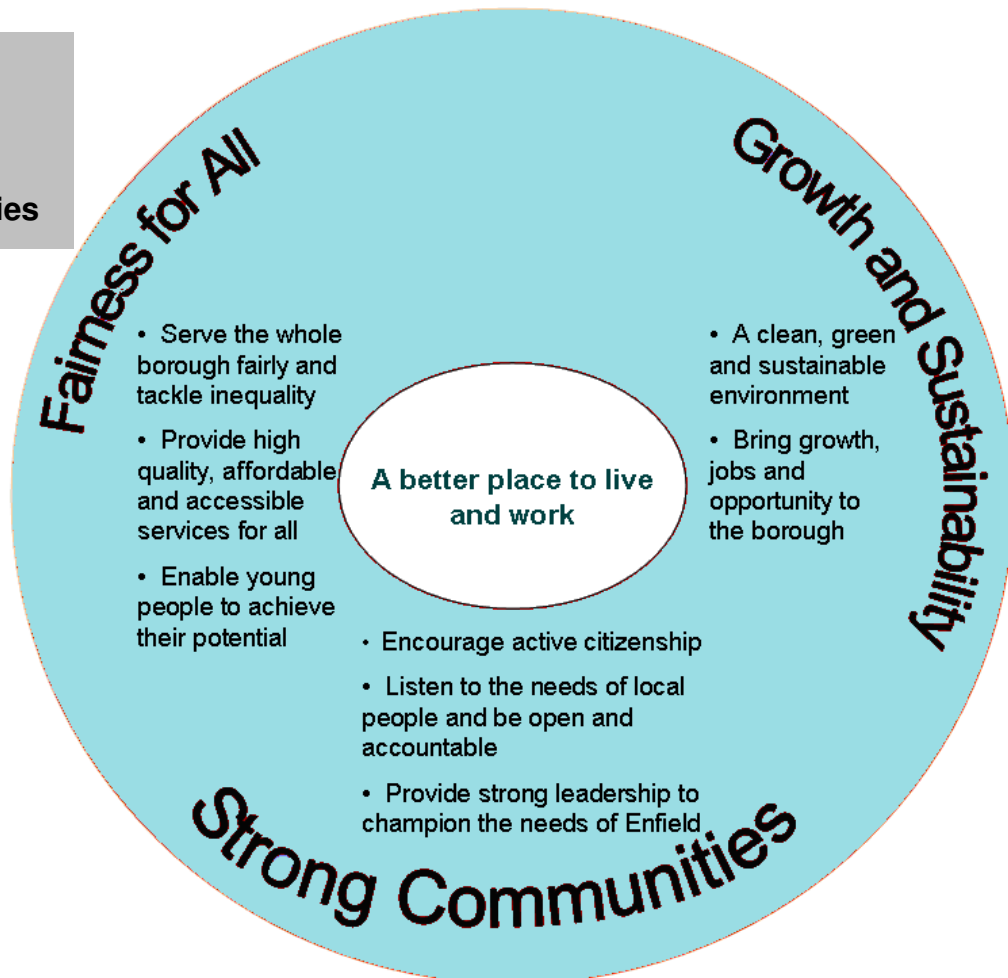 Fairness for All
• Serve the whole
borough fairly and
tackle inequality
• Provide high
quality, affordable
and accessible
services for all
• Enable young
people to achieve
their potential
Growth and Sustainability
• A clean, green
and sustainable
environment
• Bring growth,
jobs and
opportunity to
the borough
A better place to live
and work
• Encourage active citizenship
• Listen to the needs of local
people and be open and
accountable
• Provide strong leadership to
champion the needs of Enfield
Strong Communities